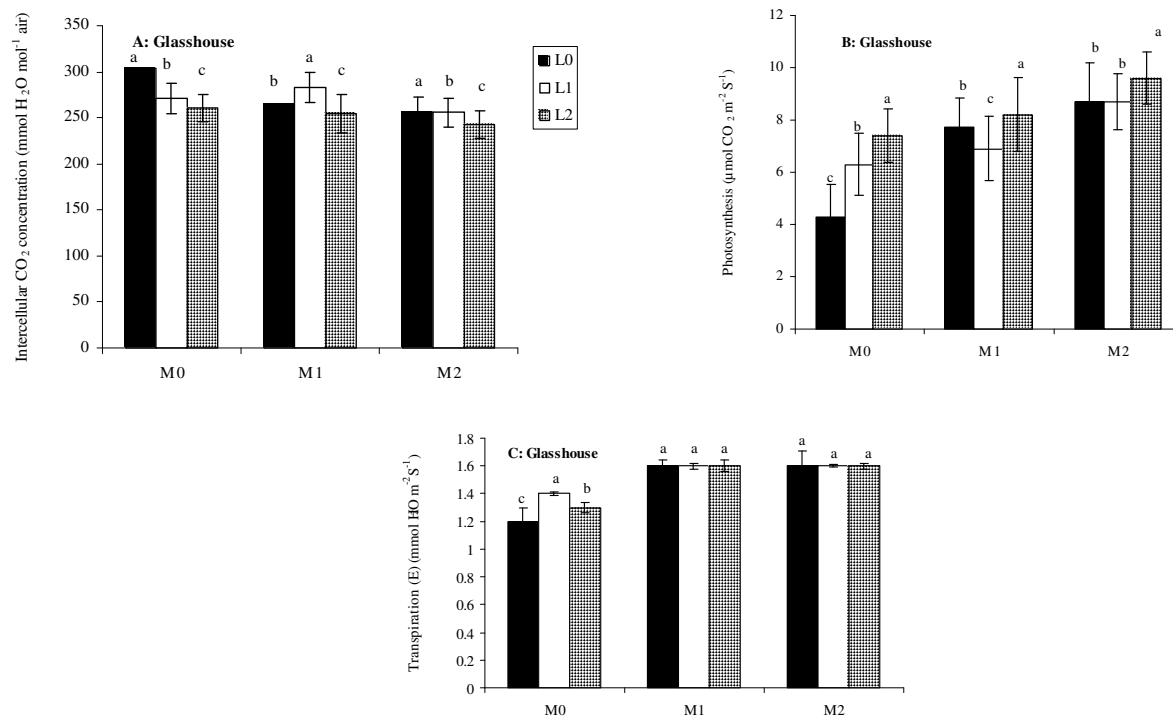 A: Glasshouse
Intercellular CO₂ concentration (mmol H₂O mol⁻¹ air)
350
300
250
200
150
100
50
0
a b c
b a c
a b c
M0 M1 M2
L0
L1
L2
B: Glasshouse
Photosynthesis (µmol CO₂ m⁻² S⁻¹)
12
10
8
6
4
2
0
c b a
b c a
b b a
M0 M1 M2
C: Glasshouse
Transpiration (E) (mmol HO m⁻²S⁻¹)
1.8
1.6
1.4
1.2
1
0.8
0.6
0.4
0.2
0
c a b
a a a
a a a
M0 M1 M2